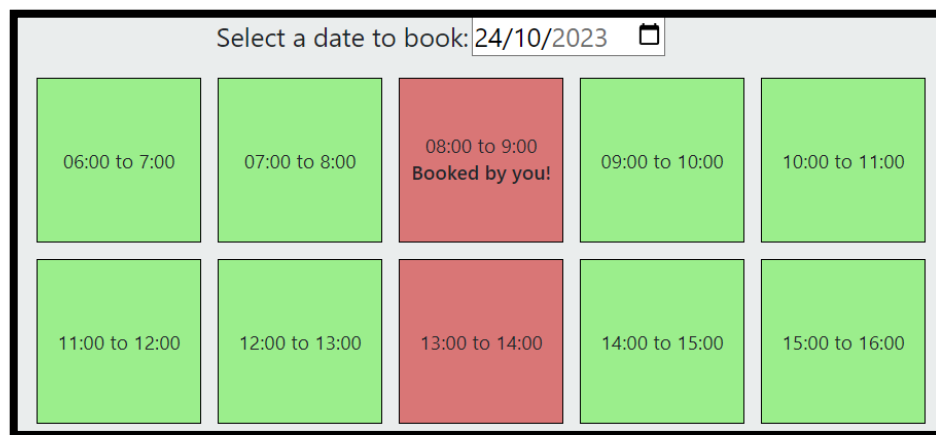 Select a date to book: 24/10/2023
06:00 to 7:00
07:00 to 8:00
08:00 to 9:00
Booked by you!
09:00 to 10:00
10:00 to 11:00
11:00 to 12:00
12:00 to 13:00
13:00 to 14:00
14:00 to 15:00
15:00 to 16:00